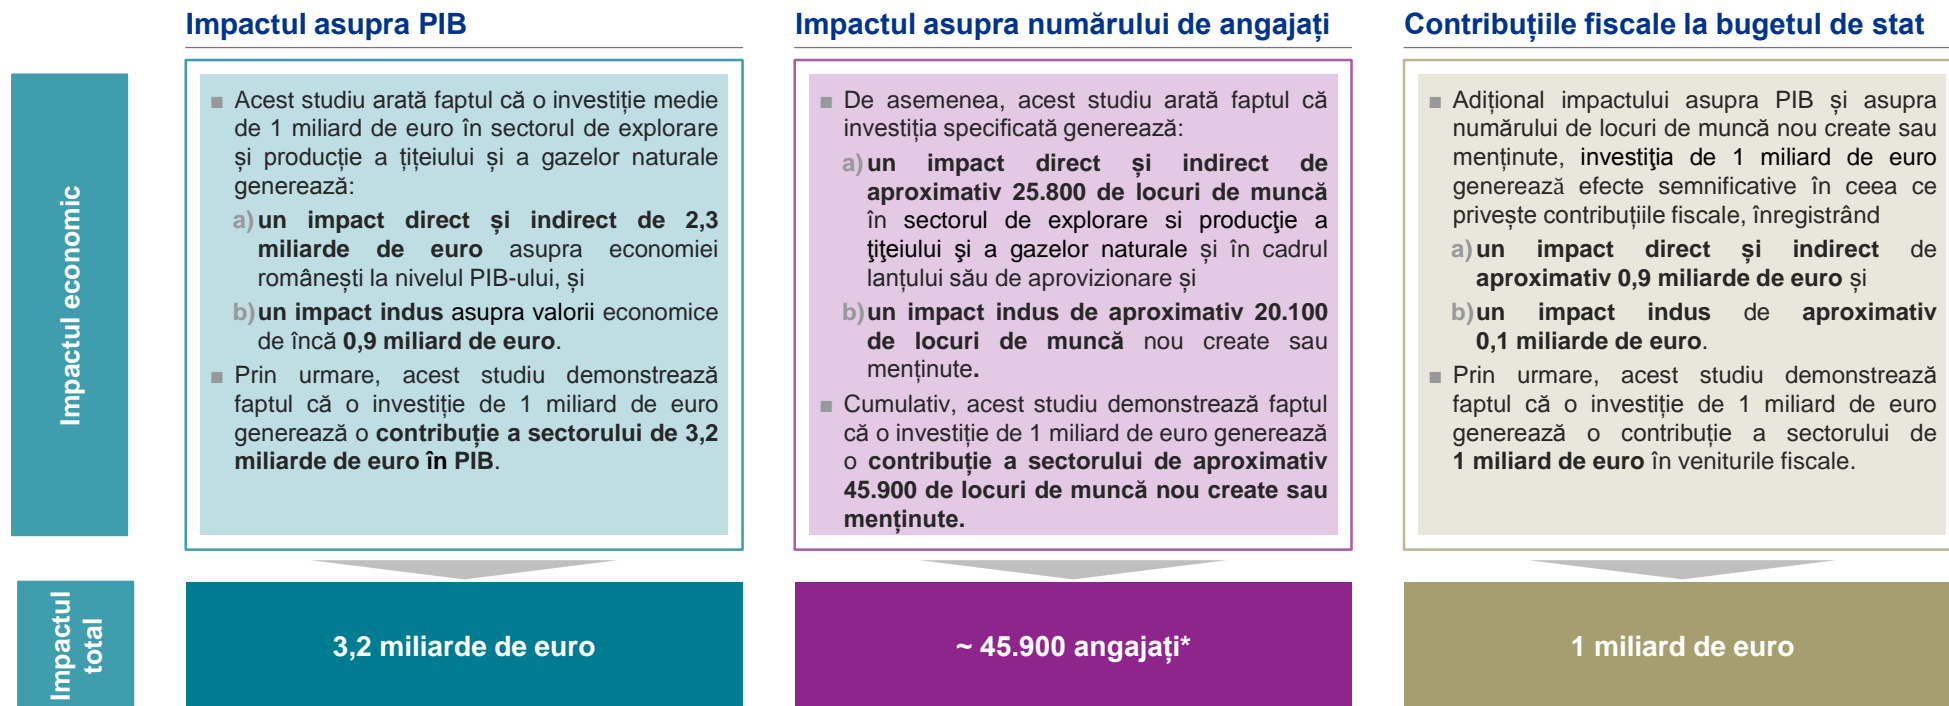 Impactul asupra PIB
Impactul asupra numărului de angajați
Contribuțiile fiscale la bugetul de stat
Impactul economic
■ Acest studiu arată faptul că o investiție medie
de 1 miliard de euro în sectorul de explorare
și producție a țițeiului și a gazelor naturale
generează:
a) un impact direct și indirect de 2,3
miliarde de euro asupra economiei
românești la nivelul PIB-ului, și
b) un impact indus asupra valorii economice
de încă 0,9 miliard de euro.
■ Prin urmare, acest studiu demonstrează
faptul că o investiție de 1 miliard de euro
generează o contribuție a sectorului de 3,2
miliarde de euro în PIB.
■ De asemenea, acest studiu arată faptul că
investiția specificată generează:
a) un impact direct și indirect de
aproximativ 25.800 de locuri de muncă
în sectorul de explorare si producţie a
ţiţeiului şi a gazelor naturale și în cadrul
lanțului său de aprovizionare și
b) un impact indus de aproximativ 20.100
de locuri de muncă nou create sau
menținute.
■ Cumulativ, acest studiu demonstrează faptul
că o investiție de 1 miliard de euro generează
o contribuție a sectorului de aproximativ
45.900 de locuri de muncă nou create sau
menținute.
■ Adițional impactului asupra PIB și asupra
numărului de locuri de muncă nou create sau
menținute, investiţia de 1 miliard de euro
generează efecte semnificative în ceea ce
privește contribuțiile fiscale, înregistrând
a) un impact direct și indirect de
aproximativ 0,9 miliarde de euro și
b) un impact indus de aproximativ
0,1 miliarde de euro.
■ Prin urmare, acest studiu demonstrează
faptul că o investiție de 1 miliard de euro
generează o contribuție a sectorului de
1 miliard de euro în veniturile fiscale.
Impactul
total
3,2 miliarde de euro
~ 45.900 angajați*
1 miliard de euro